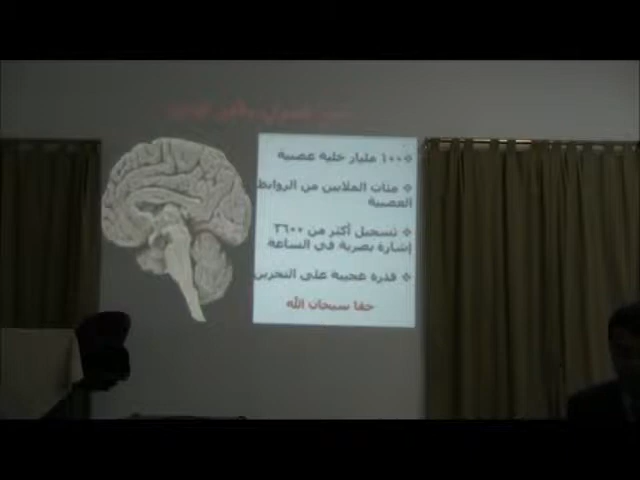 ❖ ١٠٠ مليار خلية عصبية
❖ مئات الملايين من الروابط
العصبية
❖ تسجيل أكثر من ٣٦٠٠
إشارة بصرية في الساعة
❖ قدرة عجيبة على التخزين
حقا سبحان الله